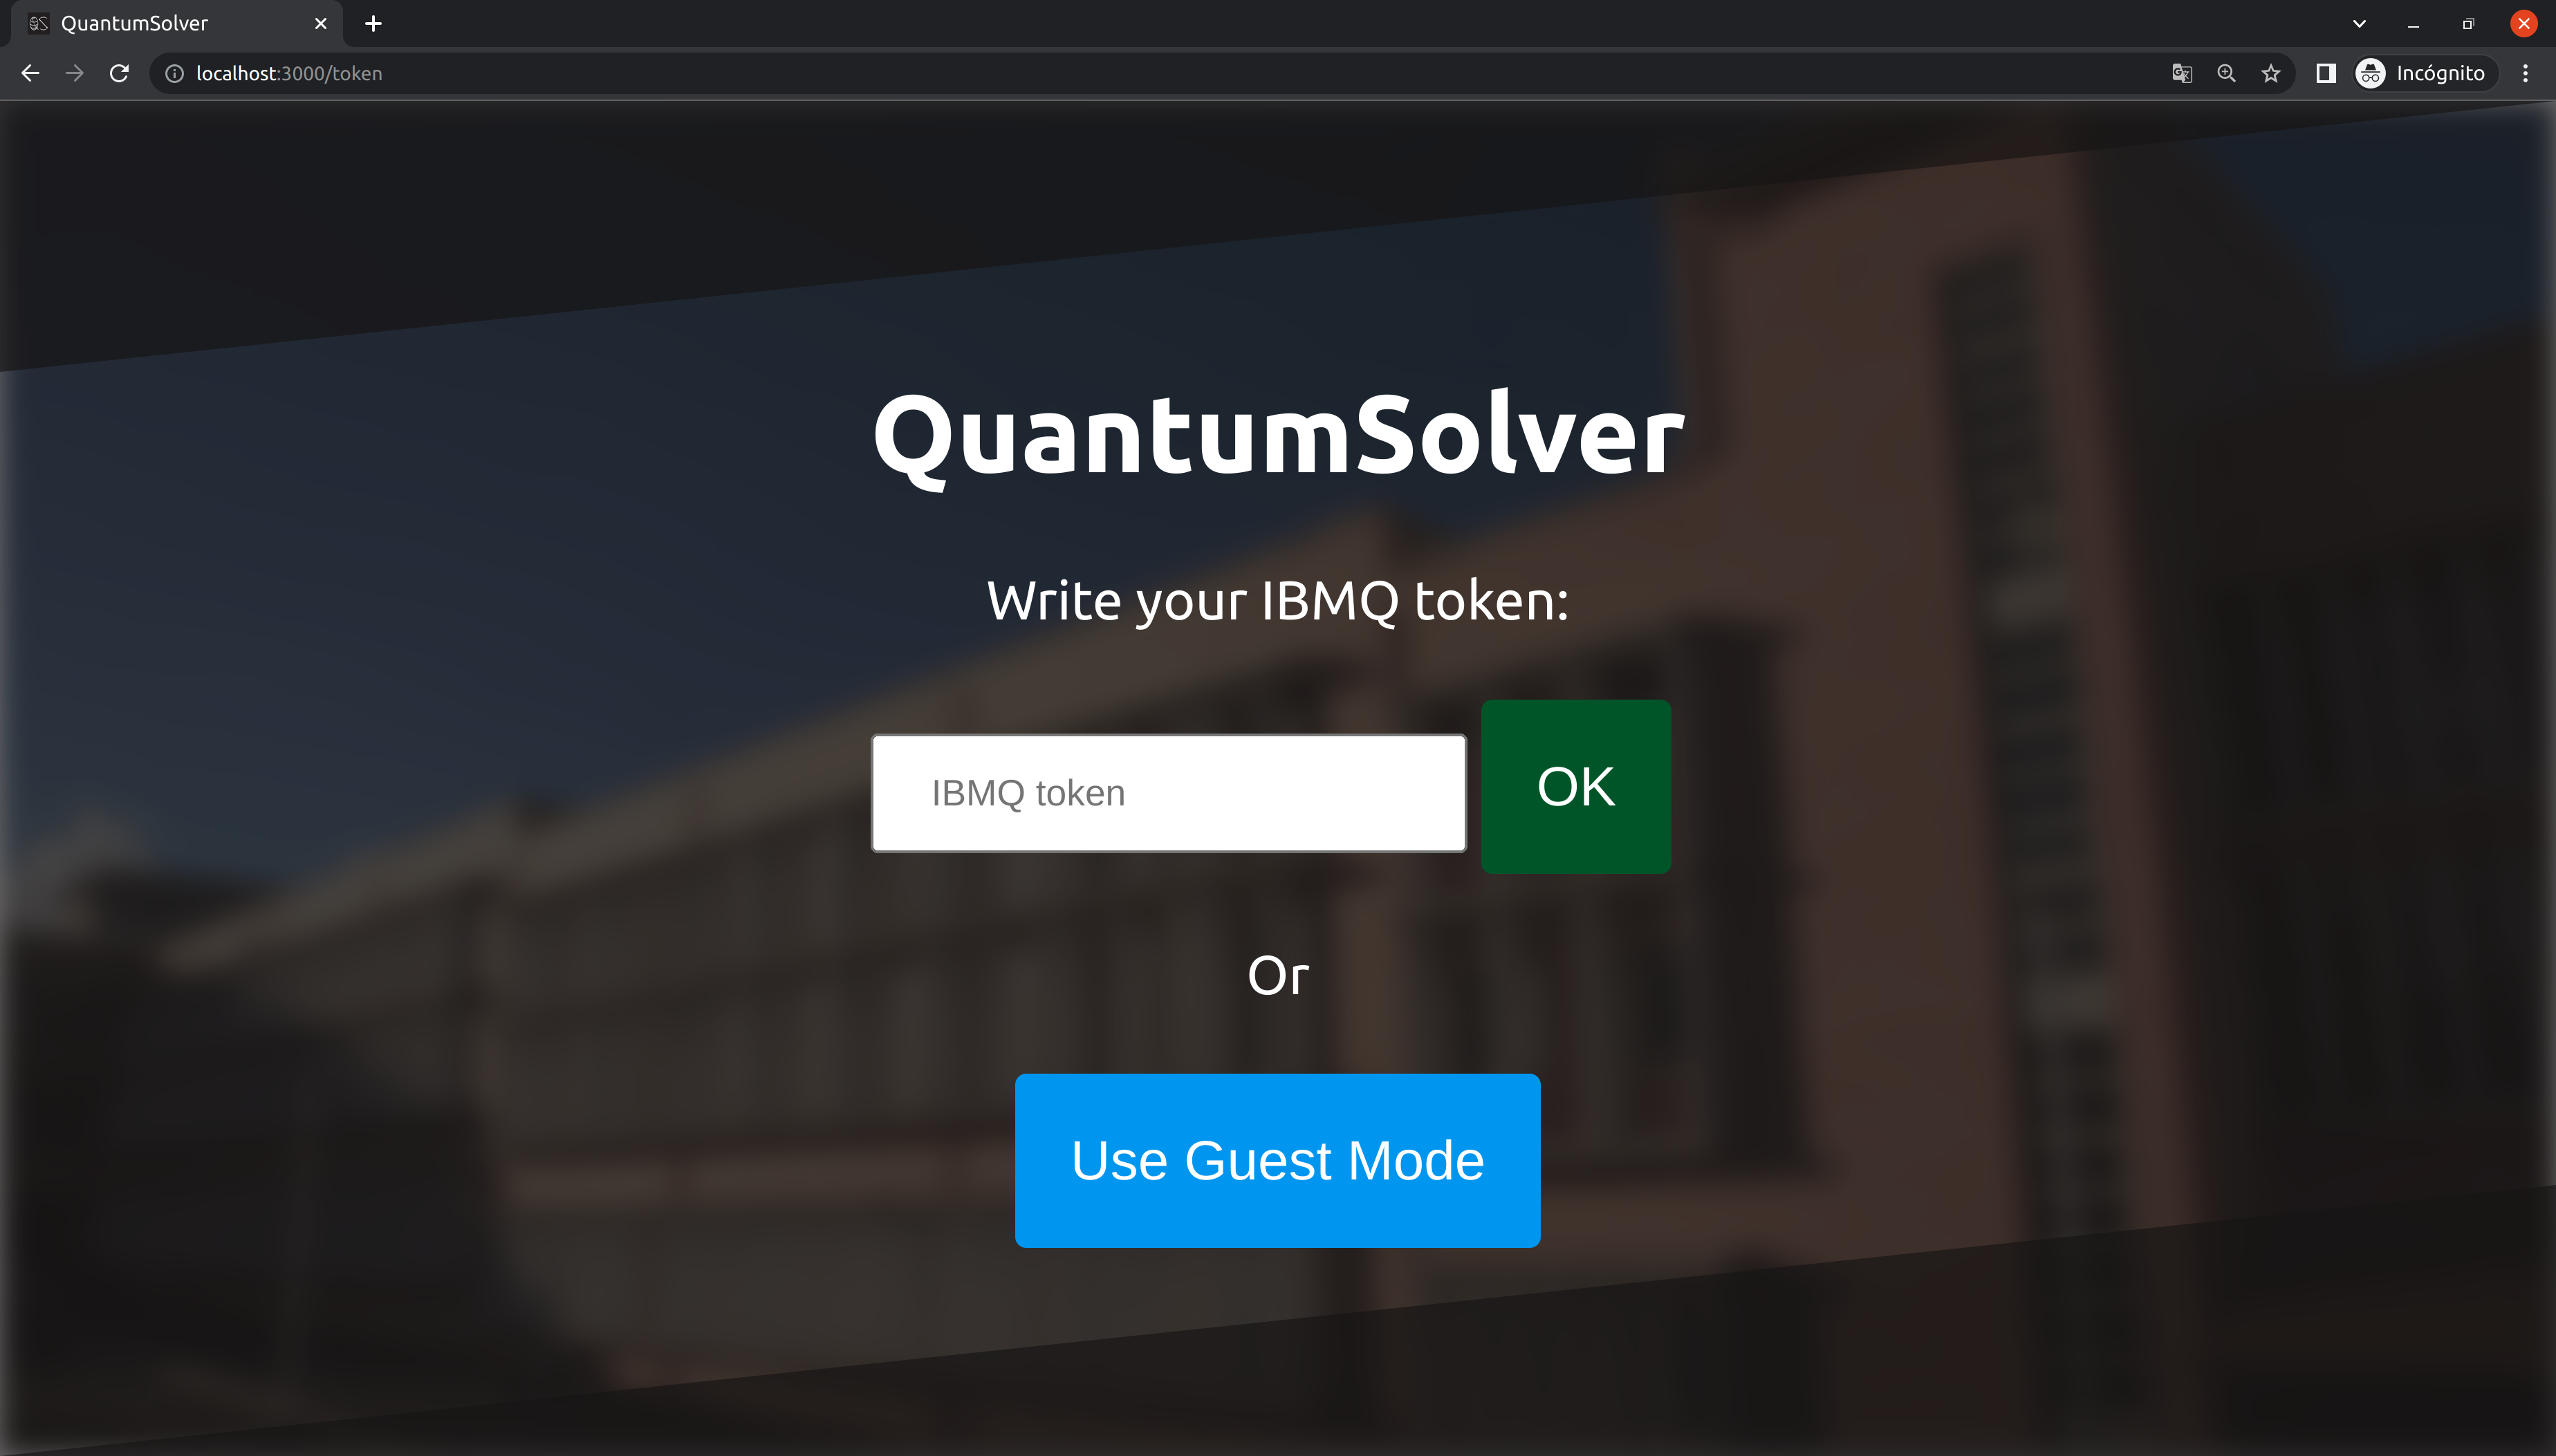 QuantumSolver
localhost:3000/token
Incógnito
QuantumSolver
Write your IBMQ token:
IBMQ token
OK
Or
Use Guest Mode